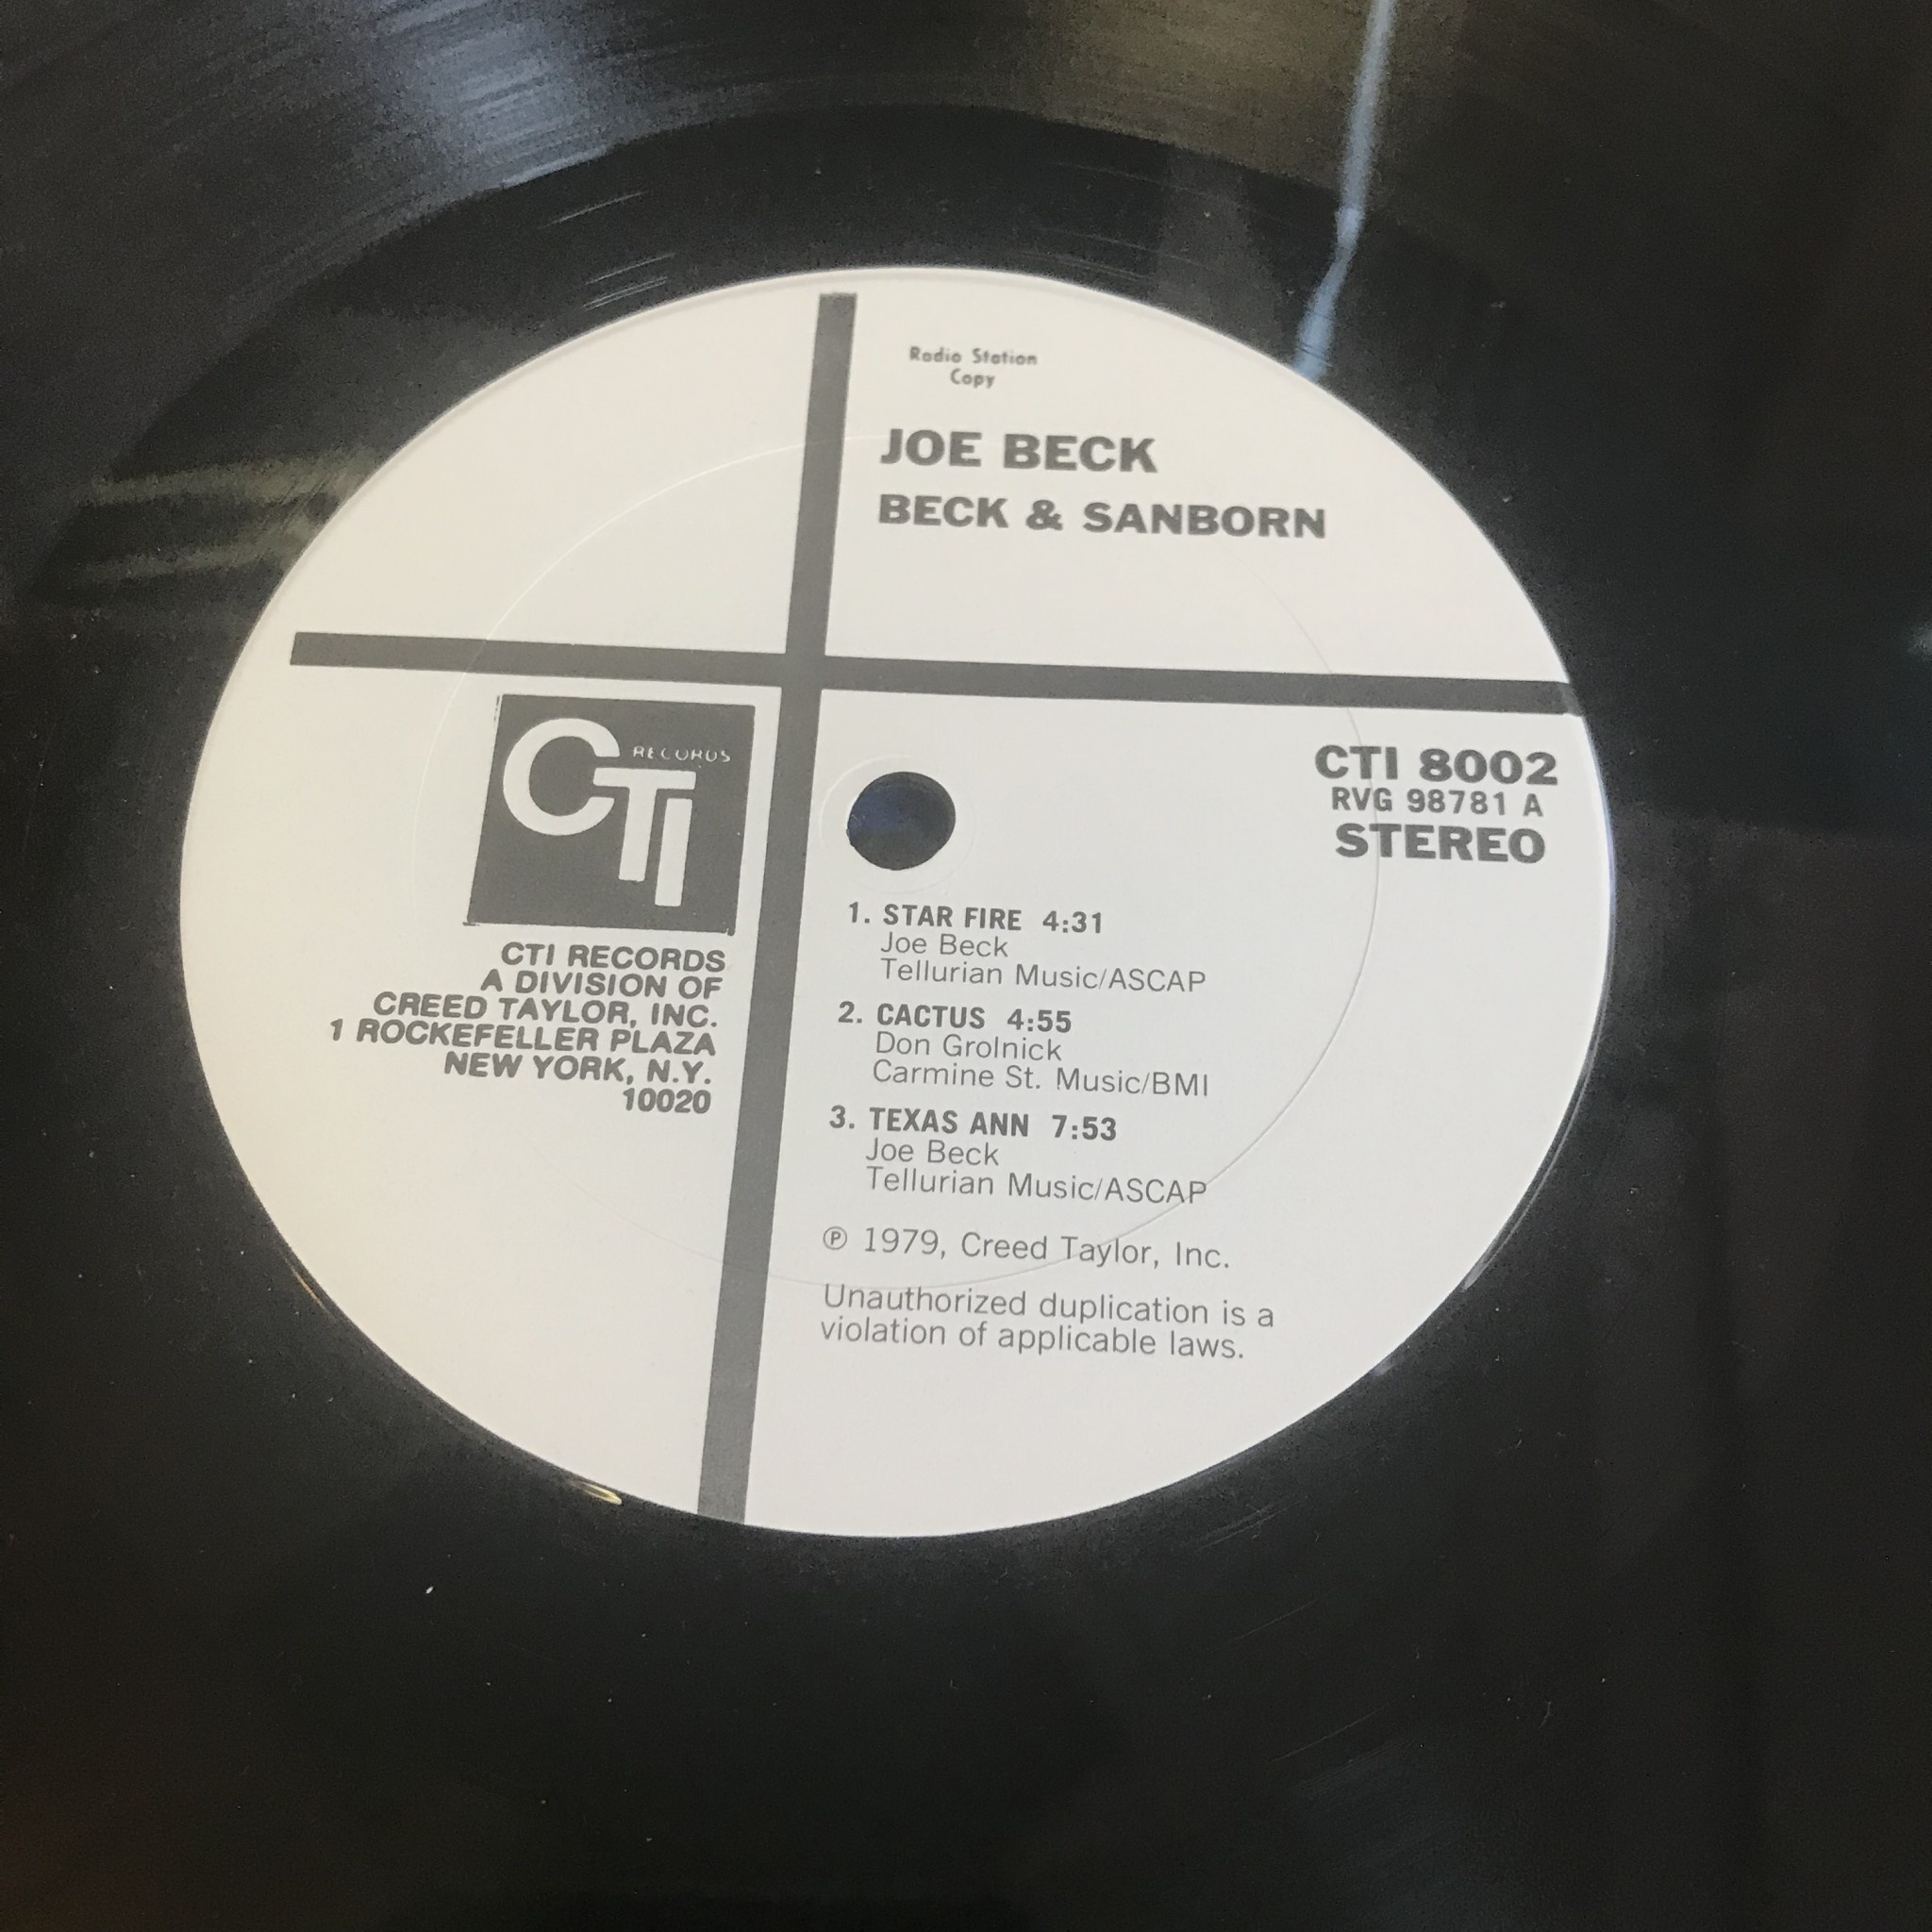 Radio Station
Copy
JOE BECK
BECK & SANBORN
CTI RECORDS
CTI RECORDS
A DIVISION OF
CREED TAYLOR, INC.
1 ROCKEFELLER PLAZA
NEW YORK, N.Y.
10020
CTI 8002
RVG 98781 A
STEREO
1. STAR FIRE 4:31
Joe Beck
Tellurian Music/ASCAP
2. CACTUS 4:55
Don Grolnick
Carmine St. Music/BMI
3. TEXAS ANN 7:53
Joe Beck
Tellurian Music/ASCAP
℗ 1979, Creed Taylor, Inc.
Unauthorized duplication is a
violation of applicable laws.